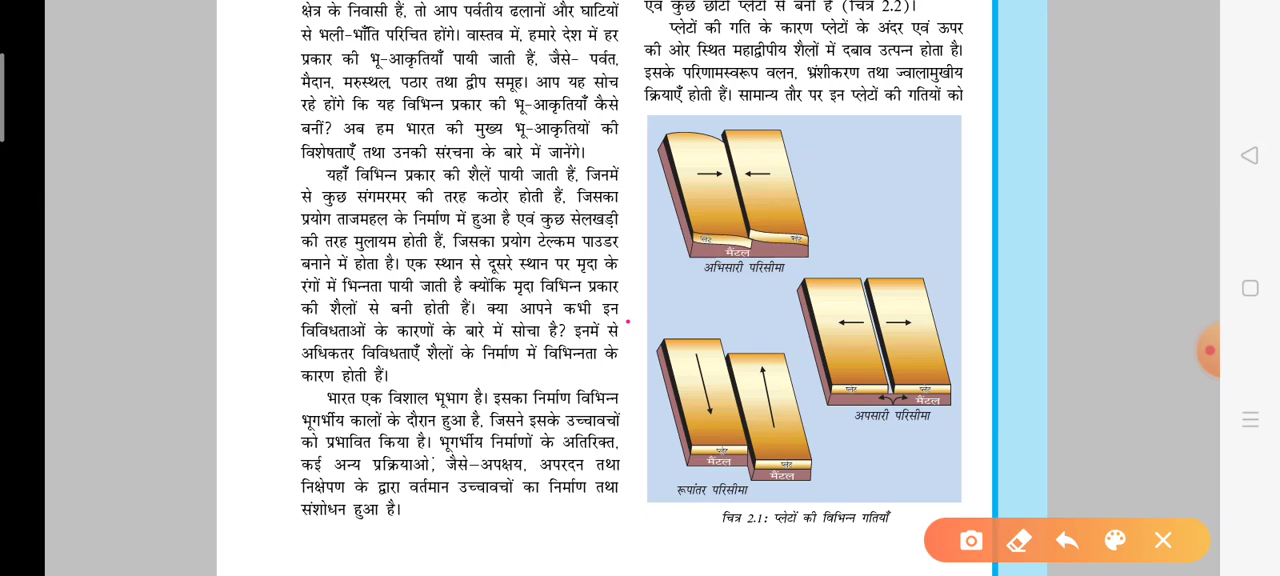 क्षेत्र के निवासी हैं, तो आप पर्वतीय ढलानों और घाटियों
से भली-भाँति परिचित होंगे। वास्तव में, हमारे देश में हर
प्रकार की भू-आकृतियाँ पायी जाती हैं, जैसे- पर्वत,
मैदान, मरुस्थल, पठार तथा द्वीप समूह। आप यह सोच
रहे होंगे कि यह विभिन्न प्रकार की भू-आकृतियाँ कैसे
बनीं? अब हम भारत की मुख्य भू-आकृतियों की
विशेषताएँ तथा उनकी संरचना के बारे में जानेंगे।
यहाँ विभिन्न प्रकार की शैलें पायी जाती हैं, जिनमें
से कुछ संगमरमर की तरह कठोर होती हैं, जिसका
प्रयोग ताजमहल के निर्माण में हुआ है एवं कुछ सेलखड़ी
की तरह मुलायम होती हैं, जिसका प्रयोग टेल्कम पाउडर
बनाने में होता है। एक स्थान से दूसरे स्थान पर मृदा के
रंगों में भिन्नता पायी जाती है क्योंकि मृदा विभिन्न प्रकार
की शैलों से बनी होती हैं। क्या आपने कभी इन
विविधताओं के कारणों के बारे में सोचा है? इनमें से
अधिकतर विविधताएँ शैलों के निर्माण में विभिन्नता के
कारण होती हैं।
भारत एक विशाल भूभाग है। इसका निर्माण विभिन्न
भूगर्भीय कालों के दौरान हुआ है, जिसने इसके उच्चावचों
को प्रभावित किया है। भूगर्भीय निर्माणों के अतिरिक्त,
कई अन्य प्रक्रियाओं; जैसे–अपक्षय, अपरदन तथा
निक्षेपण के द्वारा वर्तमान उच्चावचों का निर्माण तथा
संशोधन हुआ है।
एवं कुछ छोटी प्लेटों से बना है (चित्र 2.2)।
प्लेटों की गति के कारण प्लेटों के अंदर एवं ऊपर
की ओर स्थित महाद्वीपीय शैलों में दबाव उत्पन्न होता है।
इसके परिणामस्वरूप वलन, भ्रंशीकरण तथा ज्वालामुखीय
क्रियाएँ होती हैं। सामान्य तौर पर इन प्लेटों की गतियों को
प्लेट प्लेट
मैंटल
अभिसारी परिसीमा
प्लेट प्लेट
मैंटल
अपसारी परिसीमा
प्लेट
मैंटल
प्लेट
मैंटल
रूपांतर परिसीमा
चित्र 2.1: प्लेटों की विभिन्न गतियाँ